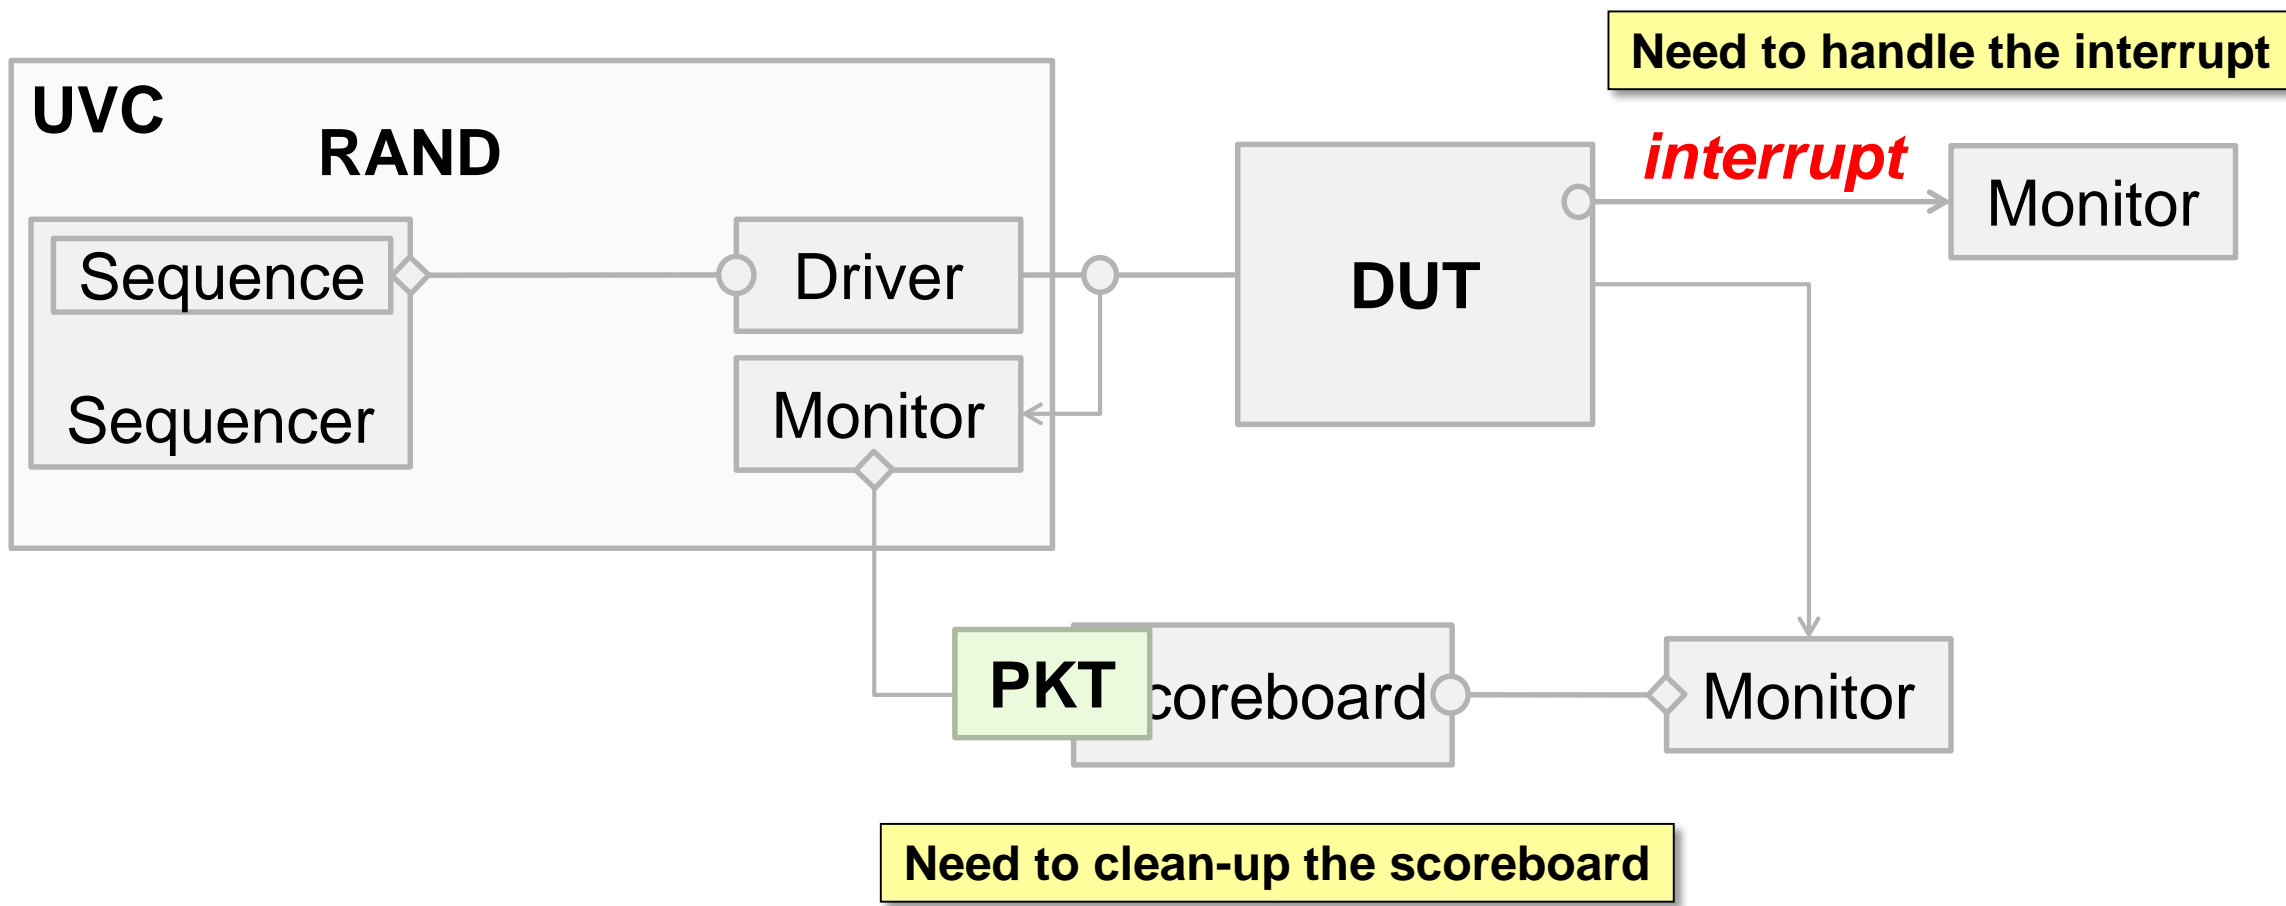 Need to handle the interrupt
UVC
RAND
interrupt
Monitor
Sequence
Driver
DUT
Sequencer
Monitor
PKT
coreboard
Monitor
Need to clean-up the scoreboard